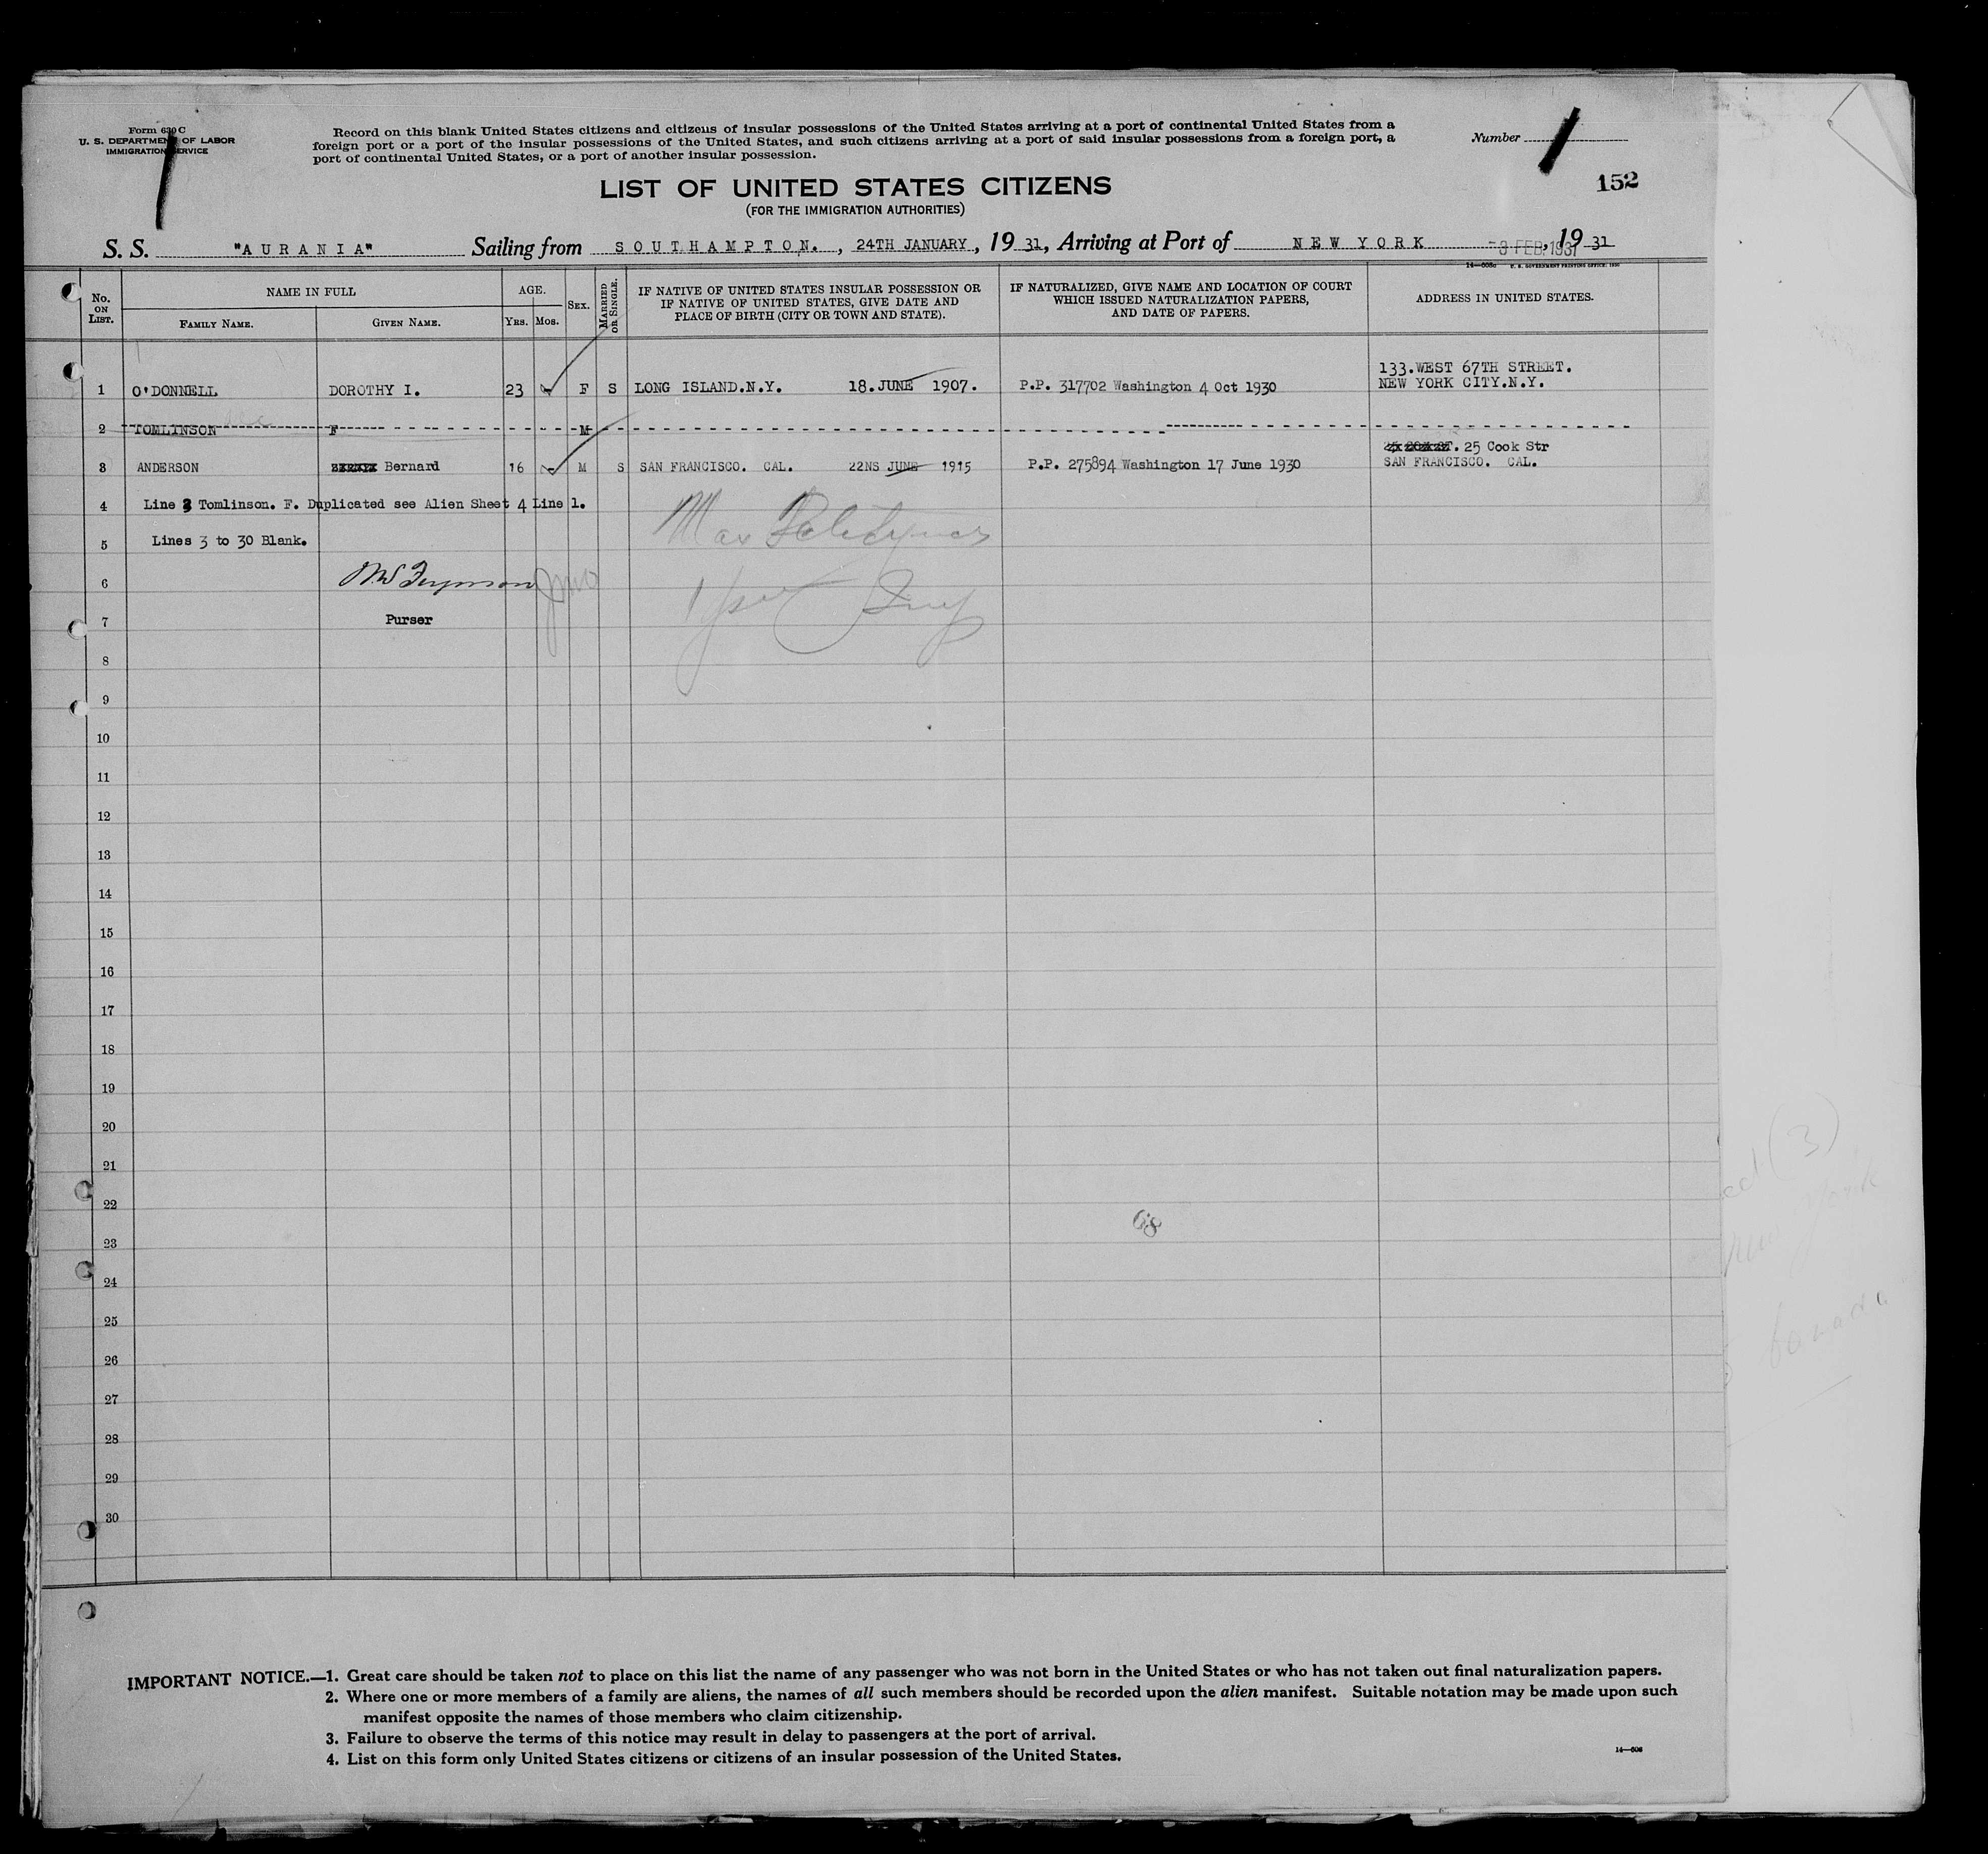 Form 630 C
U. S. DEPARTMENT OF LABOR
IMMIGRATION SERVICE
Record on this blank United States citizens and citizens of insular possessions of the United States arriving at a port of continental United States from a
foreign port or a port of the insular possessions of the United States, and such citizens arriving at a port of said insular possessions from a foreign port, a
port of continental United States, or a port of another insular possession.
Number
152
LIST OF UNITED STATES CITIZENS
(FOR THE IMMIGRATION AUTHORITIES)
S. S. "AURANIA" Sailing from SOUTHAMPTON. , 24TH JANUARY , 19 31, Arriving at Port of NEW YORK , 19 31
FEB. 1931
U. S. GOVERNMENT PRINTING OFFICE: 1930
No. ON LIST. NAME IN FULL AGE. SEX. MARRIED OR SINGLE. IF NATIVE OF UNITED STATES INSULAR POSSESSION OR IF NATIVE OF UNITED STATES, GIVE DATE AND PLACE OF BIRTH (CITY OR TOWN AND STATE). IF NATURALIZED, GIVE NAME AND LOCATION OF COURT WHICH ISSUED NATURALIZATION PAPERS, AND DATE OF PAPERS. ADDRESS IN UNITED STATES.
FAMILY NAME. GIVEN NAME. YRS. MOS.
133.WEST 67TH STREET.
1 O'DONNELL DOROTHY I. 23 F S LONG ISLAND.N.Y. 18.JUNE 1907. P.P. 317702 Washington 4 Oct 1930 NEW YORK CITY.N.Y.
2 TOMLINSON F M
25 Cook Str
3 ANDERSON Bernard 16 M S SAN FRANCISCO. CAL. 22NS JUNE 1915 P.P. 275894 Washington 17 June 1930 SAN FRANCISCO. CAL.
4 Line Tomlinson. F. Duplicated see Alien Sheet 4 Line 1.
5 Lines 3 to 30 Blank.
6
7 Purser
8
9
10
11
12
13
14
15
16
17
18
19
20
21
22
23
24
25
26
27
28
29
30
IMPORTANT NOTICE.—1. Great care should be taken not to place on this list the name of any passenger who was not born in the United States or who has not taken out final naturalization papers.
2. Where one or more members of a family are aliens, the names of all such members should be recorded upon the alien manifest. Suitable notation may be made upon such
manifest opposite the names of those members who claim citizenship.
3. Failure to observe the terms of this notice may result in delay to passengers at the port of arrival.
4. List on this form only United States citizens or citizens of an insular possession of the United States.
14—608